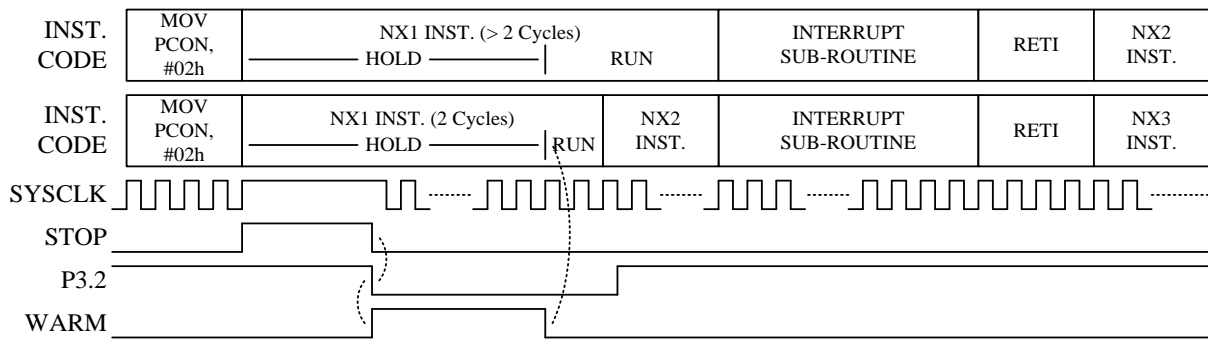 INST.
CODE
MOV
PCON,
#02h
NX1 INST. (> 2 Cycles)
HOLD
RUN
INTERRUPT
SUB-ROUTINE
RETI
NX2
INST.
INST.
CODE
MOV
PCON,
#02h
NX1 INST. (2 Cycles)
HOLD
RUN
NX2
INST.
INTERRUPT
SUB-ROUTINE
RETI
NX3
INST.
SYSCLK
STOP
P3.2
WARM